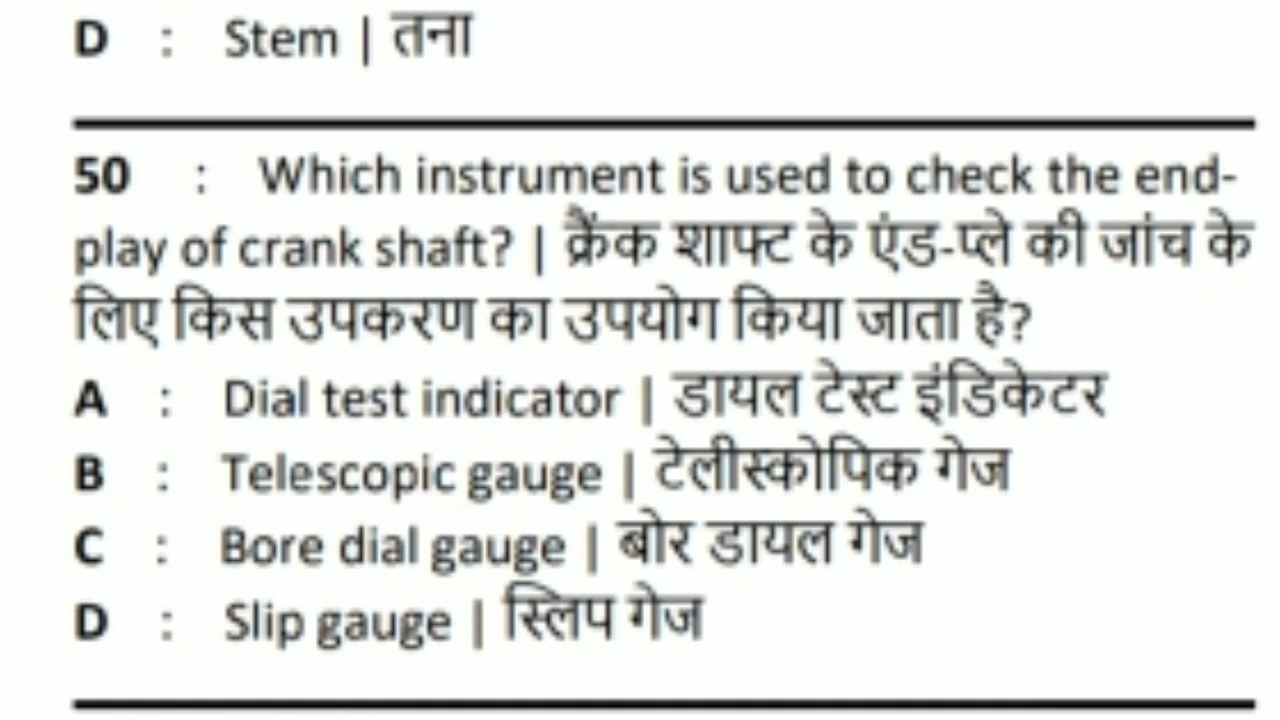 D : Stem | तना
50 : Which instrument is used to check the end-
play of crank shaft? | क्रैंक शाफ्ट के एंड-प्ले की जांच के
लिए किस उपकरण का उपयोग किया जाता है?
A : Dial test indicator | डायल टेस्ट इंडिकेटर
B : Telescopic gauge | टेलीस्कोपिक गेज
C : Bore dial gauge | बोर डायल गेज
D : Slip gauge | स्लिप गेज